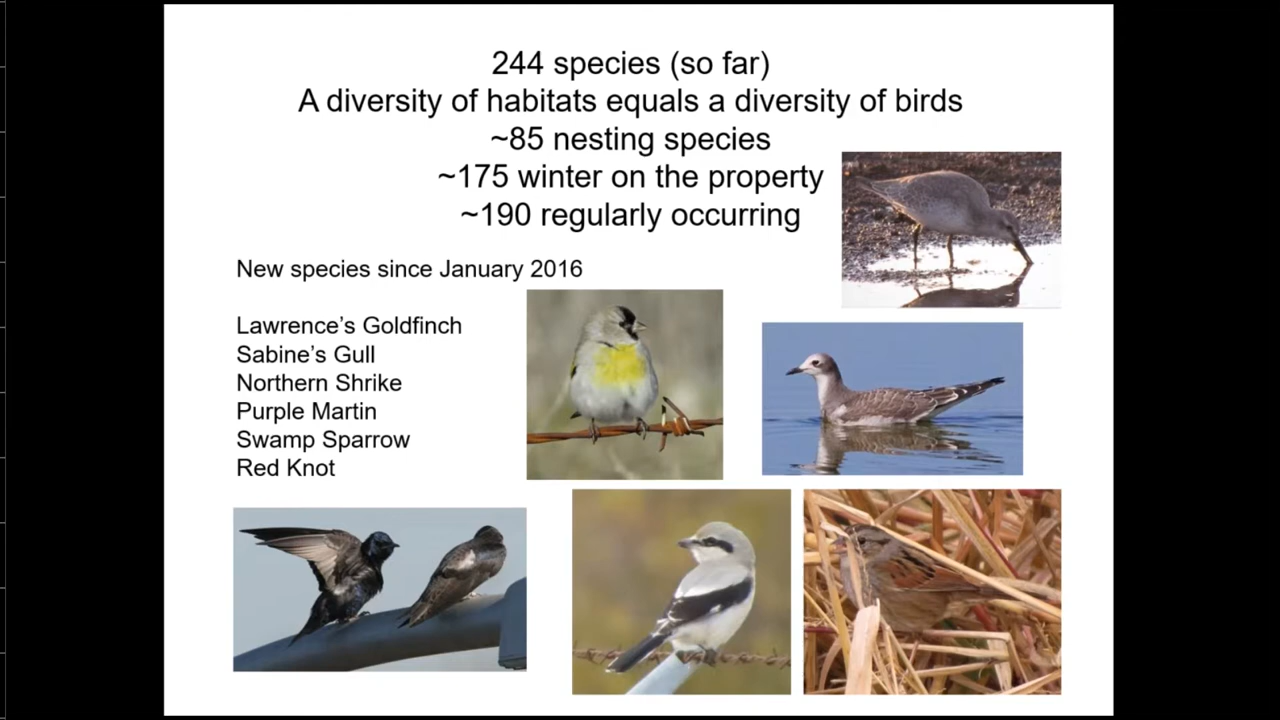 244 species (so far)
A diversity of habitats equals a diversity of birds
~85 nesting species
~175 winter on the property
~190 regularly occurring
New species since January 2016
Lawrence’s Goldfinch
Sabine’s Gull
Northern Shrike
Purple Martin
Swamp Sparrow
Red Knot